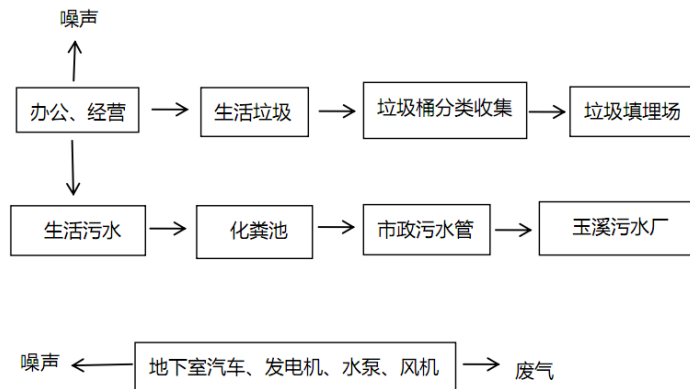 噪声
办公、经营
生活垃圾
垃圾桶分类收集
垃圾填埋场
生活污水
化粪池
市政污水管
玉溪污水厂
噪声
地下室汽车、发电机、水泵、风机
废气